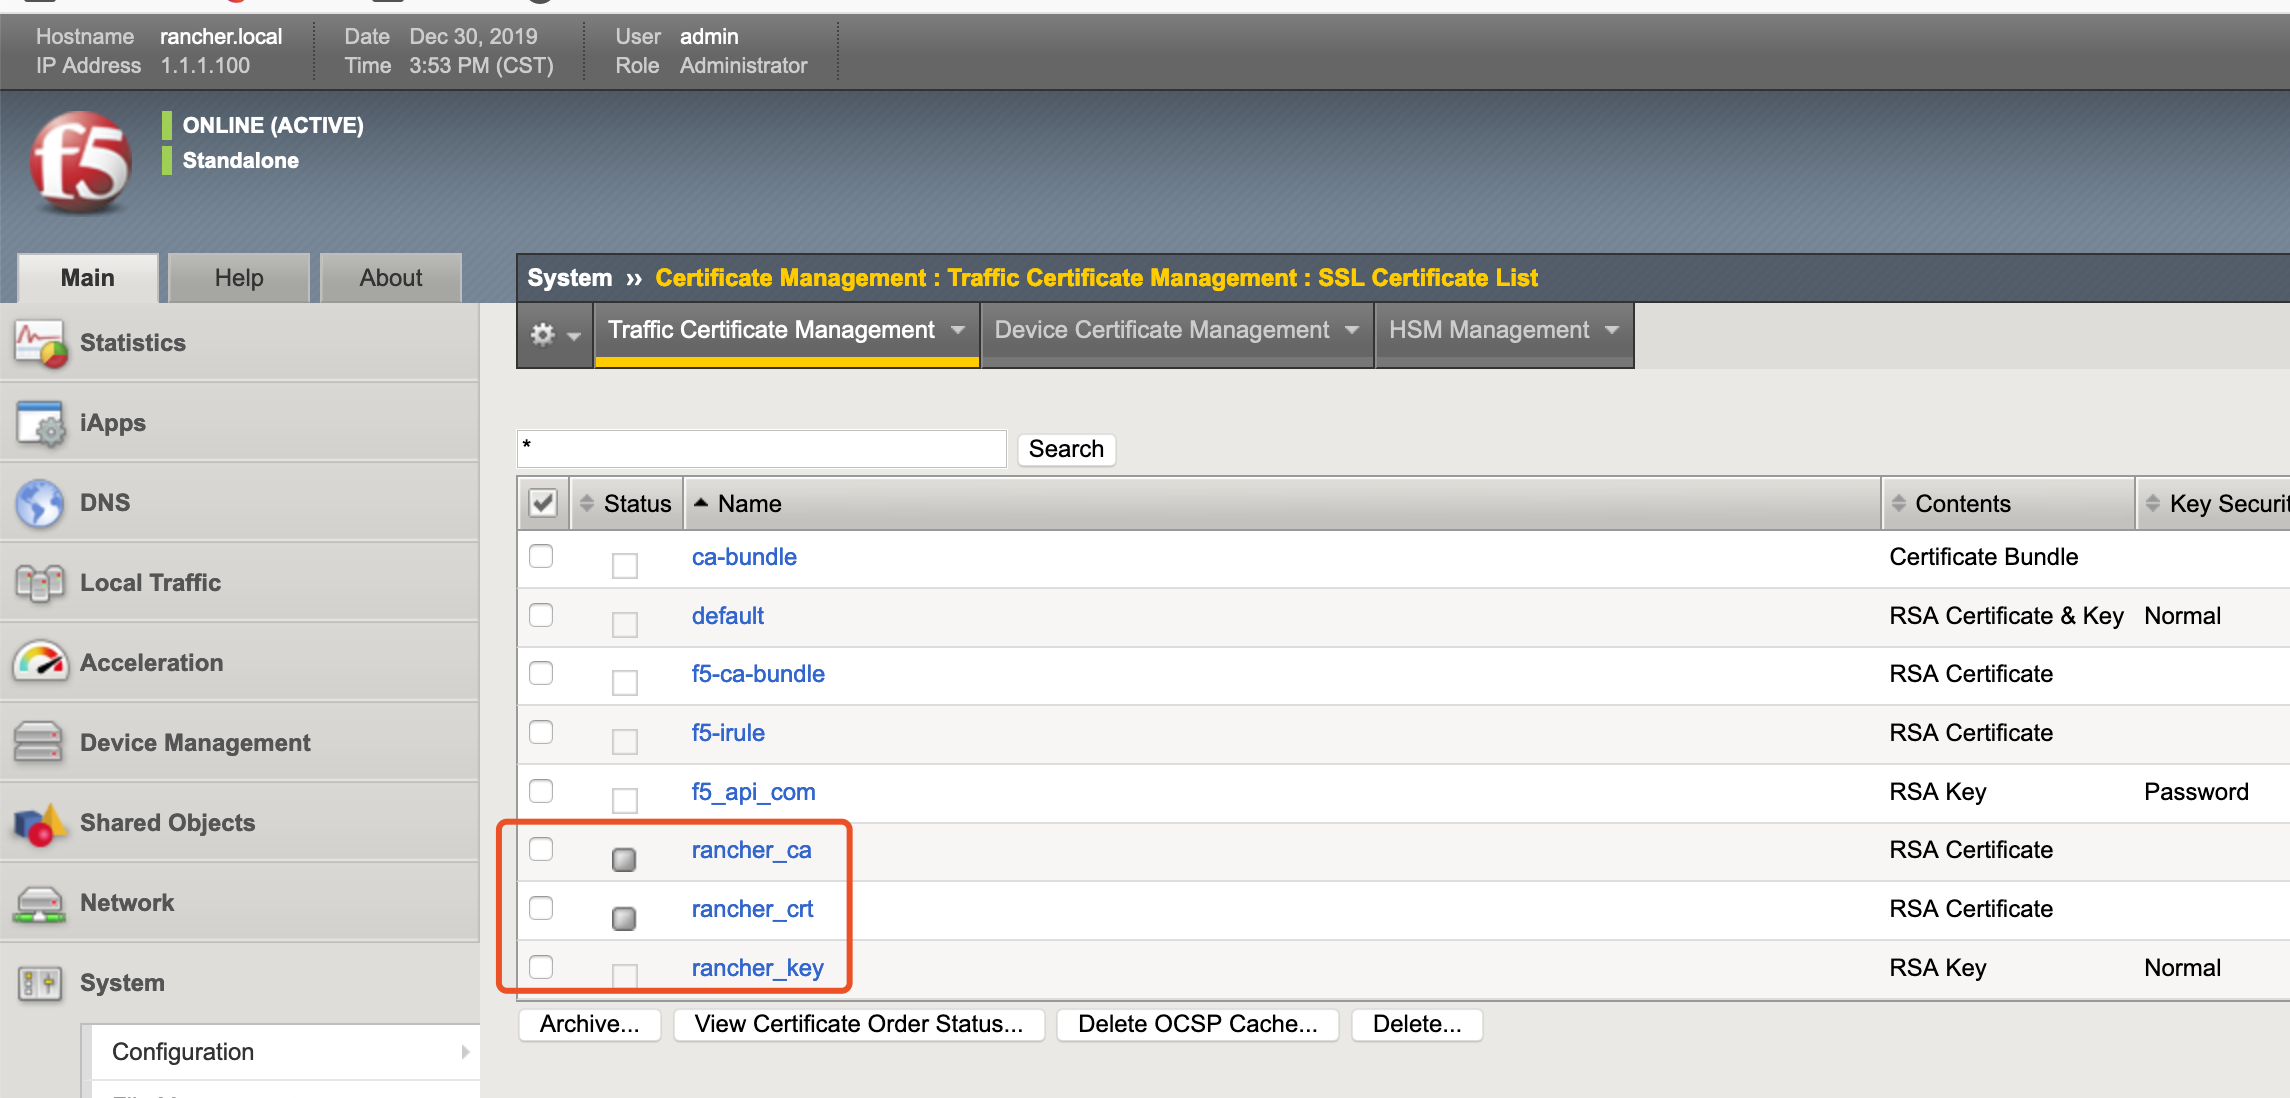 Hostname rancher.local Date Dec 30, 2019 User admin
IP Address 1.1.1.100 Time 3:53 PM (CST) Role Administrator
f5
ONLINE (ACTIVE)
Standalone
Main Help About
System » Certificate Management : Traffic Certificate Management : SSL Certificate List
Traffic Certificate Management Device Certificate Management HSM Management
Statistics
iApps
DNS
Local Traffic
Acceleration
Device Management
Shared Objects
Network
System
Configuration
* Search
Status Name Contents Key Securit
ca-bundle Certificate Bundle
default RSA Certificate & Key Normal
f5-ca-bundle RSA Certificate
f5-irule RSA Certificate
f5_api_com RSA Key Password
rancher_ca RSA Certificate
rancher_crt RSA Certificate
rancher_key RSA Key Normal
Archive... View Certificate Order Status... Delete OCSP Cache... Delete...